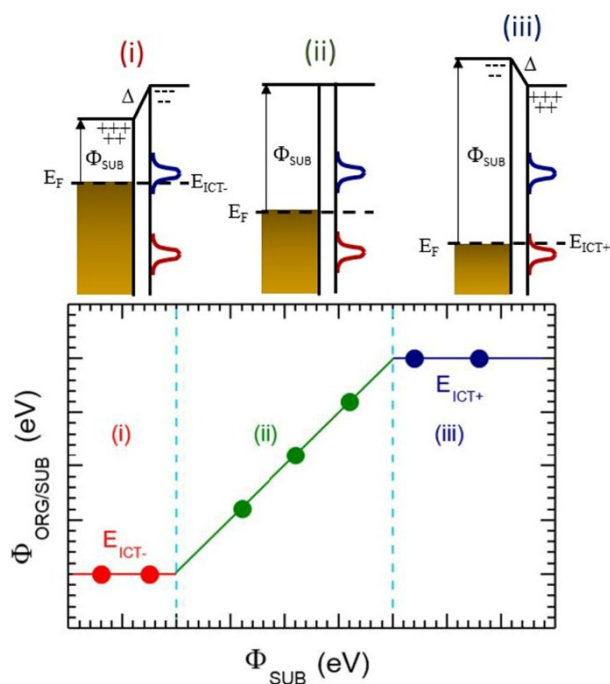 (i) (ii) (iii)
Δ - - - - -
+++
++
Φ_SUB
E_F E_ICT-
Φ_SUB
E_F
- - - - - Δ
+++
++
Φ_SUB
E_F E_ICT+
Φ_ORG/SUB (eV)
(i) (ii) (iii)
E_ICT+
E_ICT-
Φ_SUB (eV)